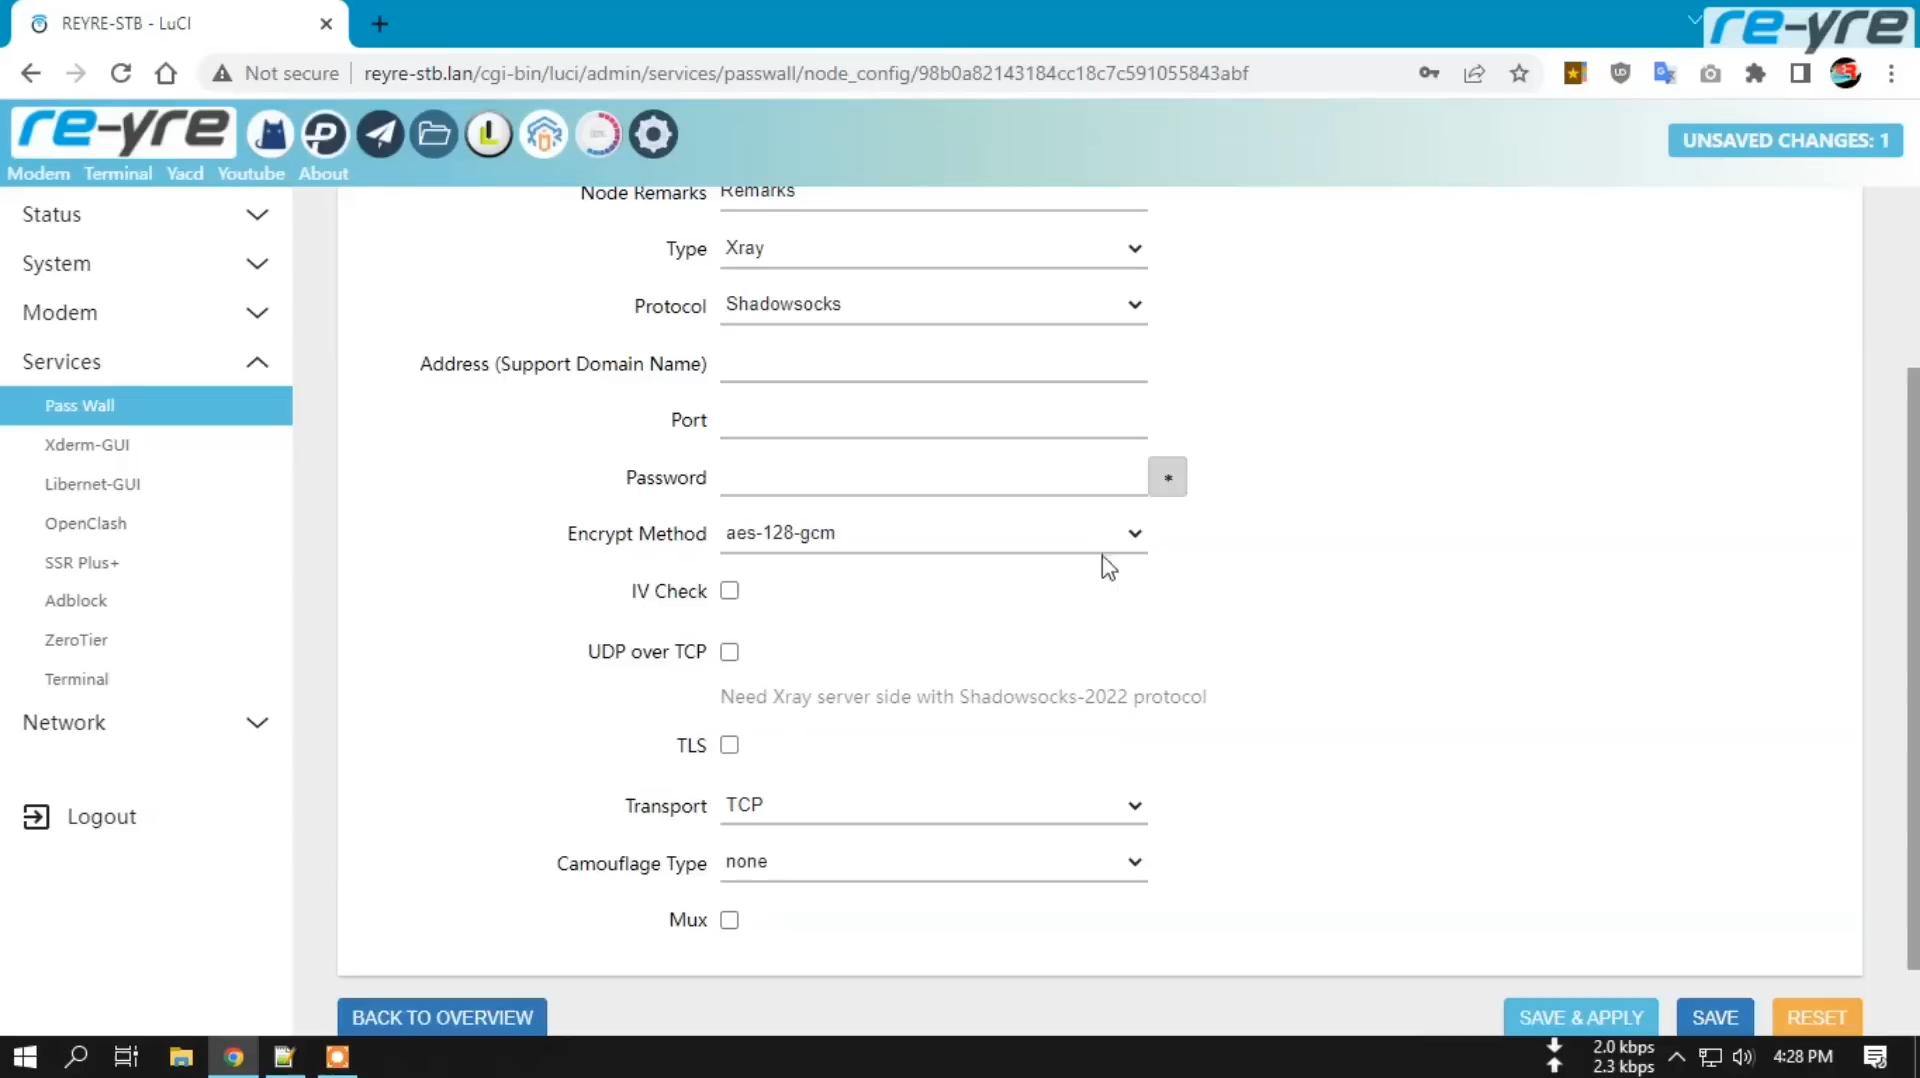 REYRE-STB - LuCI
re-yre
Not secure
reyre-stb.lan/cgi-bin/luci/admin/services/passwall/node_config/98b0a82143184cc18c7c591055843abf
re-yre
UNSAVED CHANGES: 1
Modem Terminal Yacd Youtube About
Status
System
Modem
Services
Pass Wall
Xderm-GUI
Libernet-GUI
OpenClash
SSR Plus+
Adblock
ZeroTier
Terminal
Network
Logout
Node Remarks Remarks
Type Xray
Protocol Shadowsocks
Address (Support Domain Name)
Port
Password *
Encrypt Method aes-128-gcm
IV Check
UDP over TCP
Need Xray server side with Shadowsocks-2022 protocol
TLS
Transport TCP
Camouflage Type none
Mux
BACK TO OVERVIEW
SAVE & APPLY SAVE RESET
2.0 kbps
2.3 kbps
4:28 PM